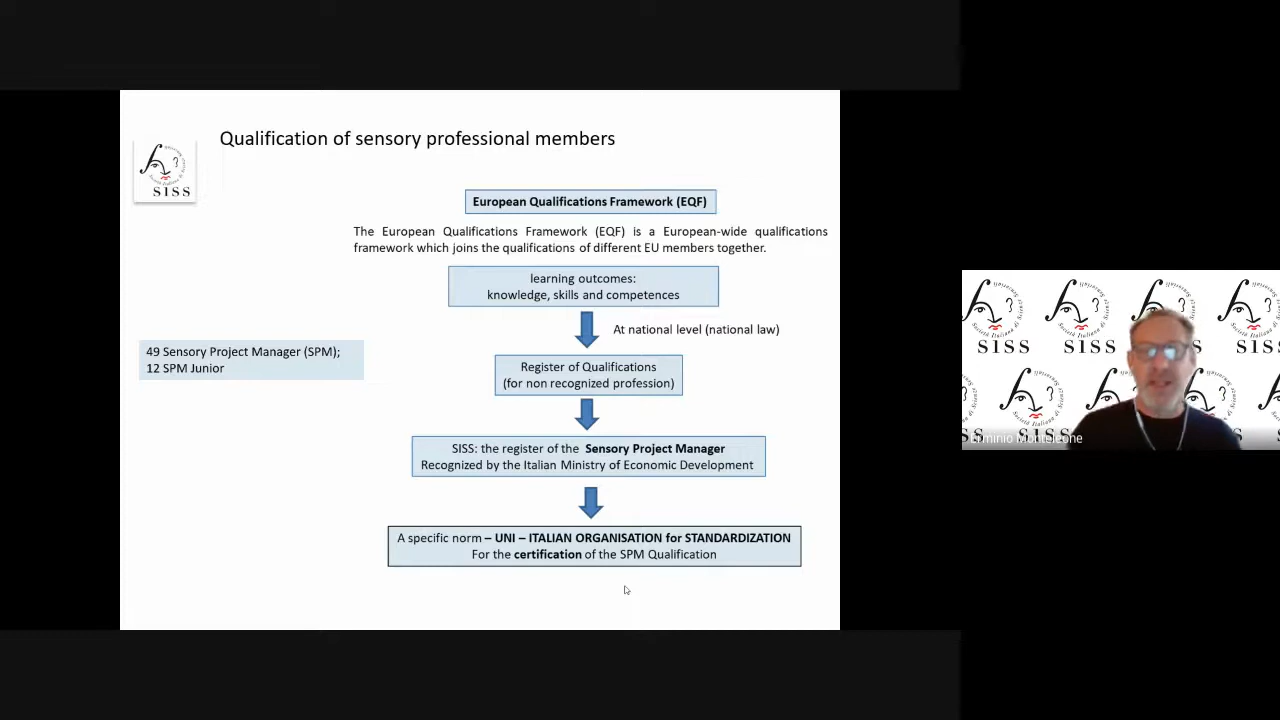 Qualification of sensory professional members
SISS
European Qualifications Framework (EQF)
The European Qualifications Framework (EQF) is a European-wide qualifications
framework which joins the qualifications of different EU members together.
learning outcomes:
knowledge, skills and competences
At national level (national law)
49 Sensory Project Manager (SPM);
12 SPM Junior
Register of Qualifications
(for non recognized profession)
SISS: the register of the Sensory Project Manager
Recognized by the Italian Ministry of Economic Development
A specific norm – UNI – ITALIAN ORGANISATION for STANDARDIZATION
For the certification of the SPM Qualification
SISS
SISS
SISS
SISS
Erminio Monteleone